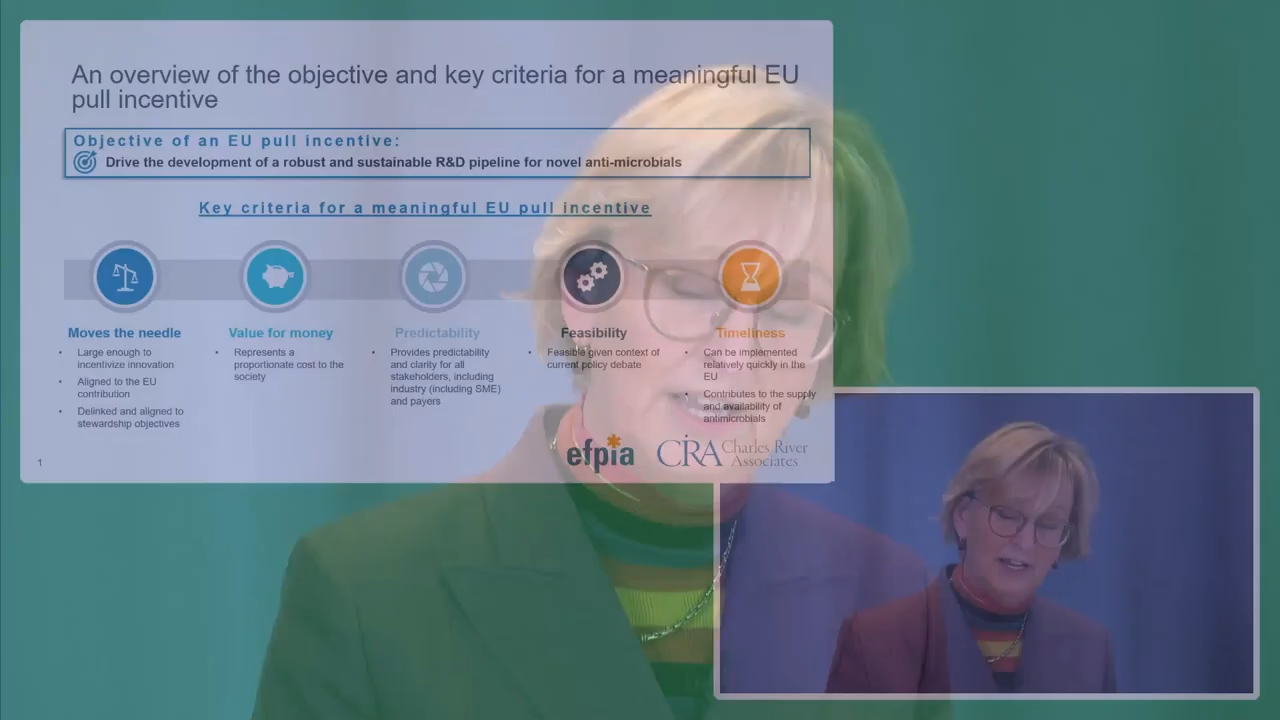 An overview of the objective and key criteria for a meaningful EU
pull incentive
Objective of an EU pull incentive:
Drive the development of a robust and sustainable R&D pipeline for novel anti-microbials
Key criteria for a meaningful EU pull incentive
Moves the needle
• Large enough to
incentivize innovation
• Aligned to the EU
contribution
• Delinked and aligned to
stewardship objectives
Value for money
• Represents a
proportionate cost to the
society
Predictability
• Provides predictability
and clarity for all
stakeholders, including
industry (including SME)
and payers
Feasibility
• Feasible given context of
current policy debate
Timeliness
• Can be implemented
relatively quickly in the
EU
• Contributes to the supply
and availability of
antimicrobials
1
efpia
CRA Charles River
Associates